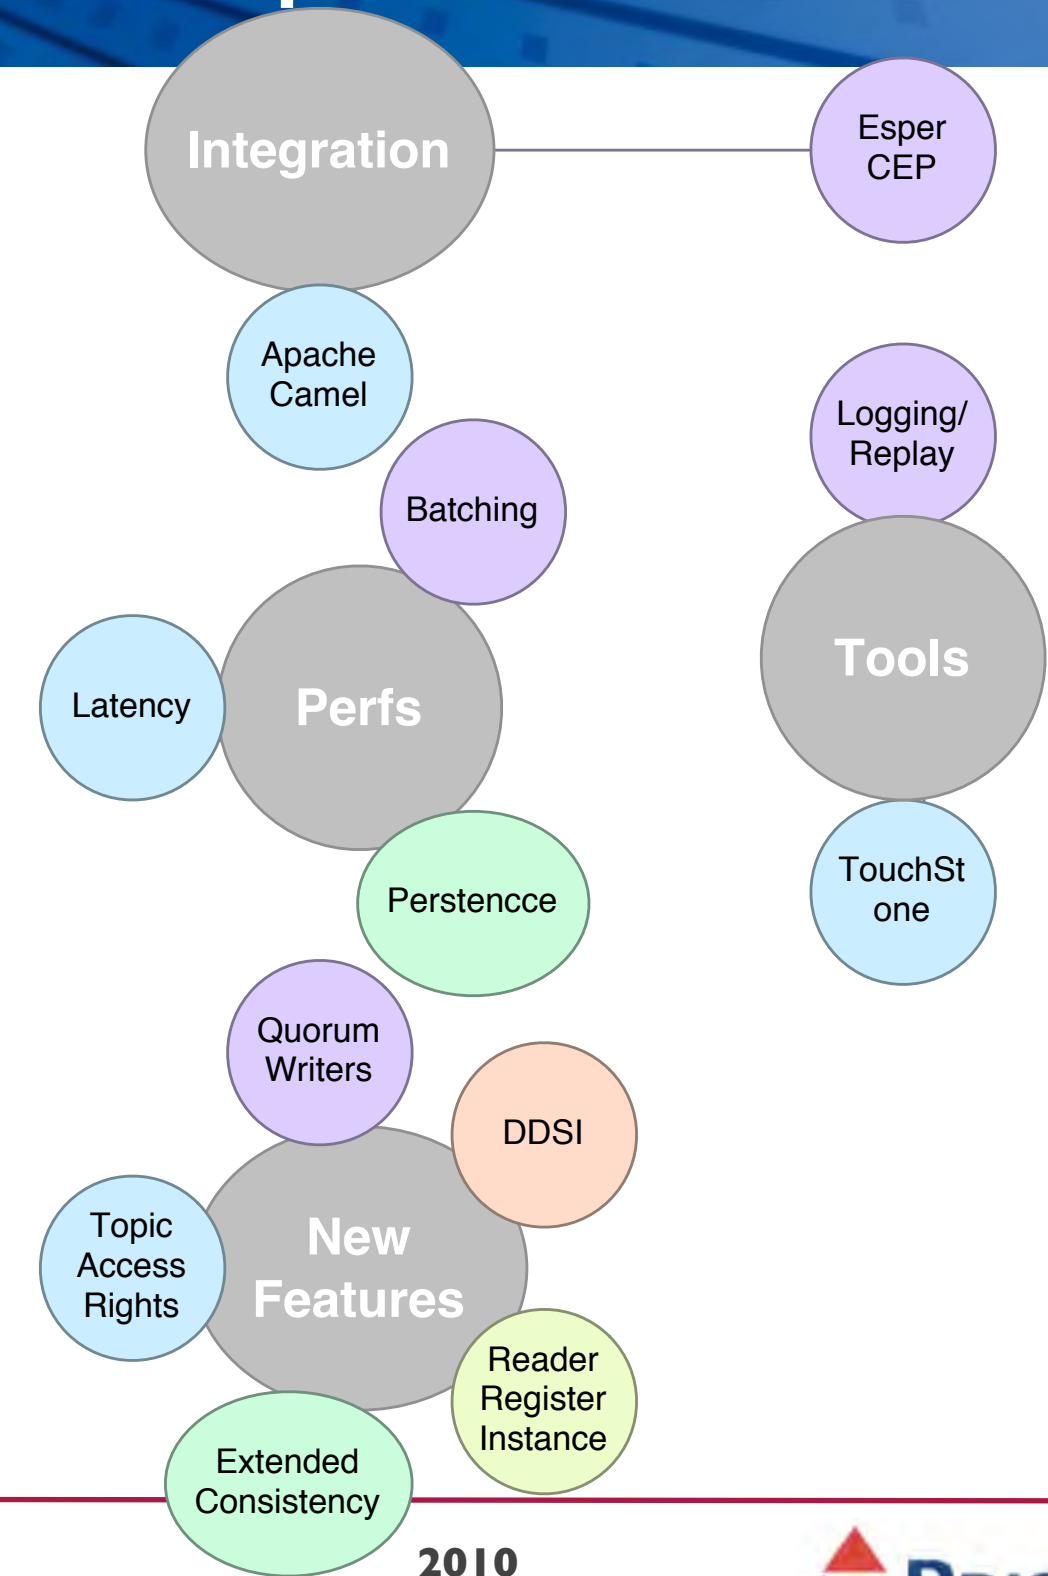 Integration
Esper
CEP
Apache
Camel
Logging/
Replay
Batching
Tools
Latency
Perfs
TouchSt
one
Perstencce
Quorum
Writers
DDSI
Topic
Access
Rights
New
Features
Reader
Register
Instance
Extended
Consistency
2010